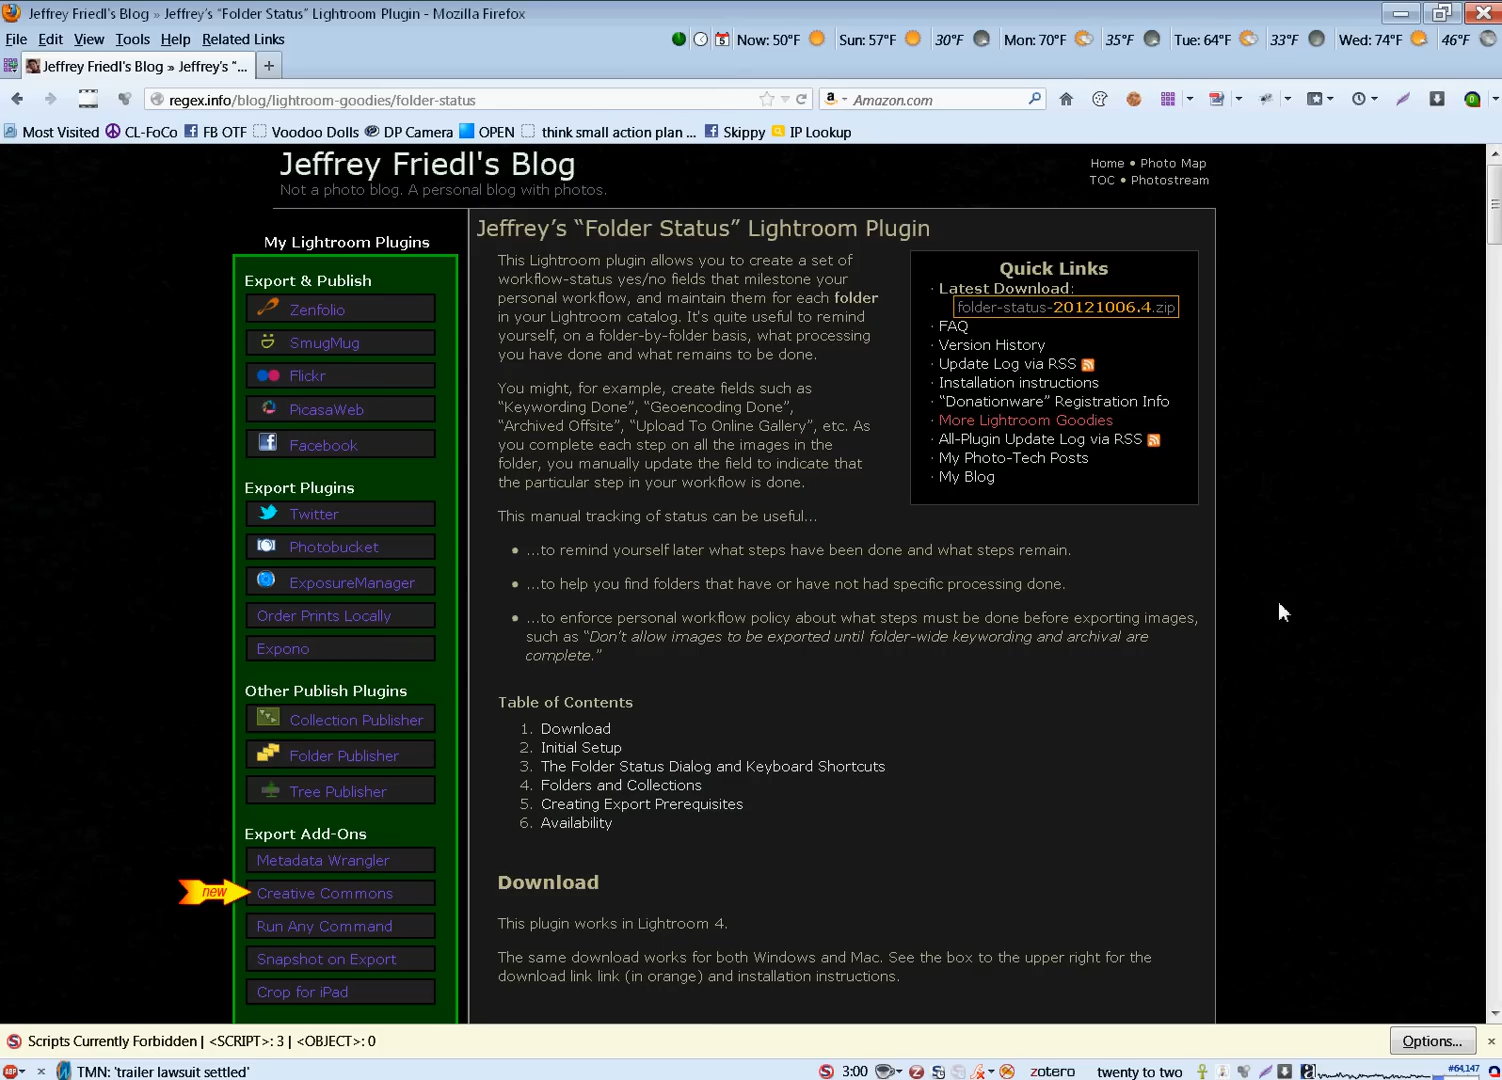 Jeffrey Friedl's Blog » Jeffrey's “Folder Status” Lightroom Plugin - Mozilla Firefox
File Edit View Tools Help Related Links
5 Now: 50°F Sun: 57°F 30°F Mon: 70°F 35°F Tue: 64°F 33°F Wed: 74°F 46°F
Jeffrey Friedl's Blog » Jeffrey's “...
regex.info/blog/lightroom-goodies/folder-status
Amazon.com
Most Visited CL-FoCo FB OTF Voodoo Dolls DP Camera OPEN think small action plan ... Skippy IP Lookup
Jeffrey Friedl's Blog
Not a photo blog. A personal blog with photos.
Home • Photo Map
TOC • Photostream
My Lightroom Plugins
Export & Publish
Zenfolio
SmugMug
Flickr
PicasaWeb
Facebook
Export Plugins
Twitter
Photobucket
ExposureManager
Order Prints Locally
Expono
Other Publish Plugins
Collection Publisher
Folder Publisher
Tree Publisher
Export Add-Ons
Metadata Wrangler
new
Creative Commons
Run Any Command
Snapshot on Export
Crop for iPad
Jeffrey's “Folder Status” Lightroom Plugin
This Lightroom plugin allows you to create a set of
workflow-status yes/no fields that milestone your
personal workflow, and maintain them for each folder
in your Lightroom catalog. It's quite useful to remind
yourself, on a folder-by-folder basis, what processing
you have done and what remains to be done.
You might, for example, create fields such as
“Keywording Done”, “Geoencoding Done”,
“Archived Offsite”, “Upload To Online Gallery”, etc. As
you complete each step on all the images in the
folder, you manually update the field to indicate that
the particular step in your workflow is done.
Quick Links
· Latest Download:
folder-status-20121006.4.zip
· FAQ
· Version History
· Update Log via RSS
· Installation instructions
· “Donationware” Registration Info
· More Lightroom Goodies
· All-Plugin Update Log via RSS
· My Photo-Tech Posts
· My Blog
This manual tracking of status can be useful...
• ...to remind yourself later what steps have been done and what steps remain.
• ...to help you find folders that have or have not had specific processing done.
• ...to enforce personal workflow policy about what steps must be done before exporting images,
such as “Don't allow images to be exported until folder-wide keywording and archival are
complete.”
Table of Contents
1. Download
2. Initial Setup
3. The Folder Status Dialog and Keyboard Shortcuts
4. Folders and Collections
5. Creating Export Prerequisites
6. Availability
Download
This plugin works in Lightroom 4.
The same download works for both Windows and Mac. See the box to the upper right for the
download link link (in orange) and installation instructions.
Scripts Currently Forbidden | <SCRIPT>: 3 | <OBJECT>: 0
Options...
TMN: 'trailer lawsuit settled'
3:00 zotero twenty to two #64,147